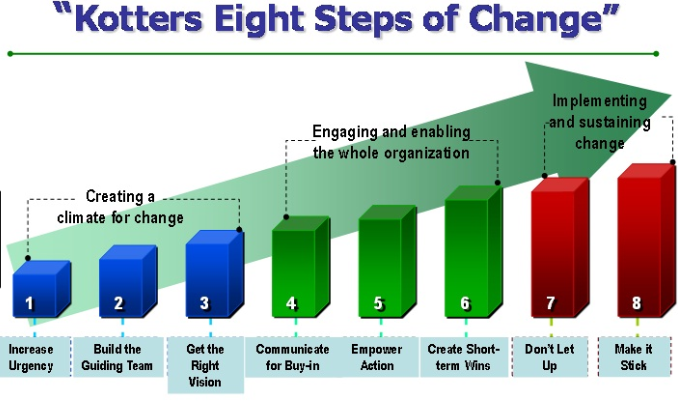 “Kotters Eight Steps of Change”
Implementing
and sustaining
change
Engaging and enabling
the whole organization
Creating a
climate for change
1
2
3
4
5
6
7
8
Increase
Urgency
Build the
Guiding Team
Get the
Right
Vision
Communicate
for Buy-in
Empower
Action
Create Short-
term Wins
Don't Let
Up
Make it
Stick